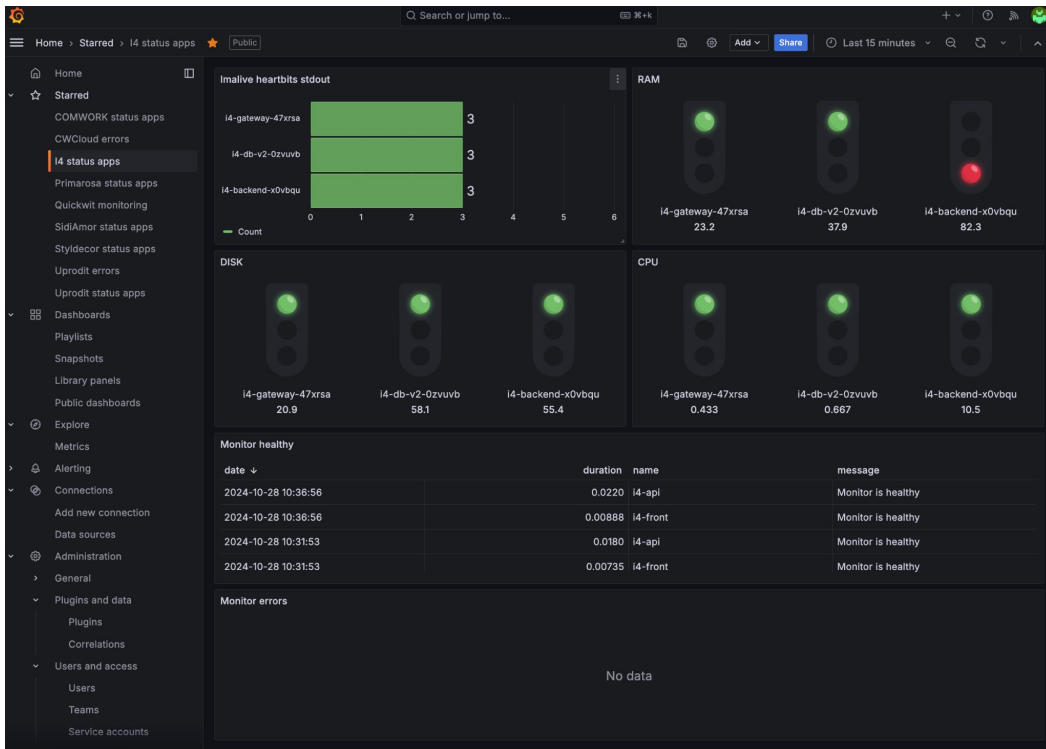 Search or jump to... ⌘+k
Home › Starred › I4 status apps Public Add Share Last 15 minutes
Home
Starred
COMWORK status apps
CWCloud errors
I4 status apps
Primarosa status apps
Quickwit monitoring
SidiAmor status apps
Styldecor status apps
Uprodit errors
Uprodit status apps
Dashboards
Playlists
Snapshots
Library panels
Public dashboards
Explore
Metrics
Alerting
Connections
Add new connection
Data sources
Administration
General
Plugins and data
Plugins
Correlations
Users and access
Users
Teams
Service accounts
Imalive heartbits stdout
i4-gateway-47xrsa 3
i4-db-v2-0zvuvb 3
i4-backend-x0vbqu 3
0 1 2 3 4 5 6
Count
RAM
i4-gateway-47xrsa i4-db-v2-0zvuvb i4-backend-x0vbqu
23.2 37.9 82.3
DISK
i4-gateway-47xrsa i4-db-v2-0zvuvb i4-backend-x0vbqu
20.9 58.1 55.4
CPU
i4-gateway-47xrsa i4-db-v2-0zvuvb i4-backend-x0vbqu
0.433 0.667 10.5
Monitor healthy
date ↓ duration name message
2024-10-28 10:36:56 0.0220 i4-api Monitor is healthy
2024-10-28 10:36:56 0.00888 i4-front Monitor is healthy
2024-10-28 10:31:53 0.0180 i4-api Monitor is healthy
2024-10-28 10:31:53 0.00735 i4-front Monitor is healthy
Monitor errors
No data